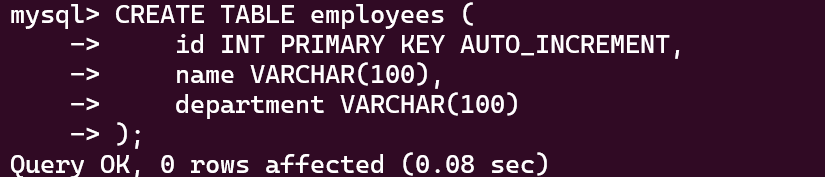 mysql> CREATE TABLE employees (
    ->     id INT PRIMARY KEY AUTO_INCREMENT,
    ->     name VARCHAR(100),
    ->     department VARCHAR(100)
    -> );
Query OK, 0 rows affected (0.08 sec)